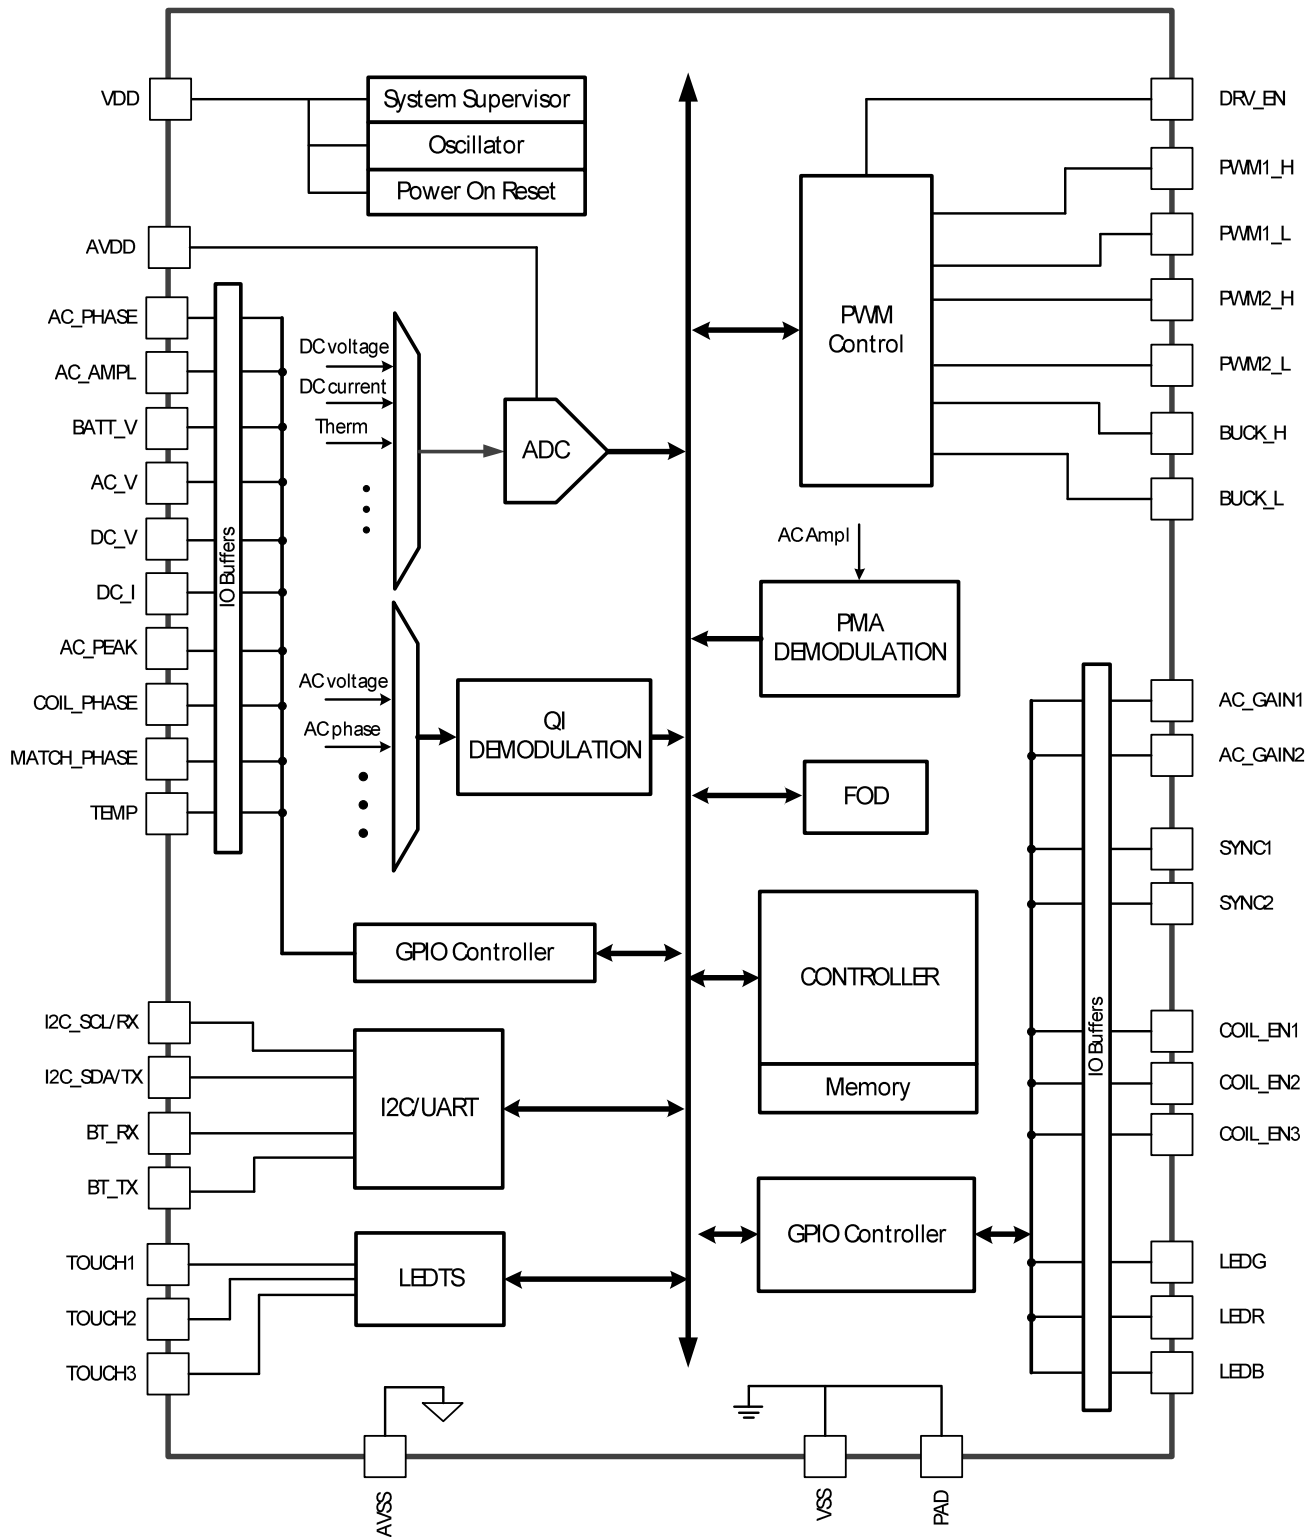 VDD
System Supervisor
Oscillator
Power On Reset
AVDD
AC_PHASE
AC_AMPL
BATT_V
AC_V
DC_V
DC_I
AC_PEAK
COIL_PHASE
MATCH_PHASE
TEMP
IO Buffers
DC voltage
DC current
Therm
ADC
AC voltage
AC phase
QI
DEMODULATION
GPIO Controller
I2C_SCL/RX
I2C_SDA/TX
BT_RX
BT_TX
I2C/UART
TOUCH1
TOUCH2
TOUCH3
LEDTS
AVSS
PWM
Control
DRV_EN
PWM1_H
PWM1_L
PWM2_H
PWM2_L
BUCK_H
BUCK_L
AC Ampl
PMA
DEMODULATION
FOD
CONTROLLER
Memory
GPIO Controller
IO Buffers
AC_GAIN1
AC_GAIN2
SYNC1
SYNC2
COIL_EN1
COIL_EN2
COIL_EN3
LEDG
LEDR
LEDB
VSS
PAD